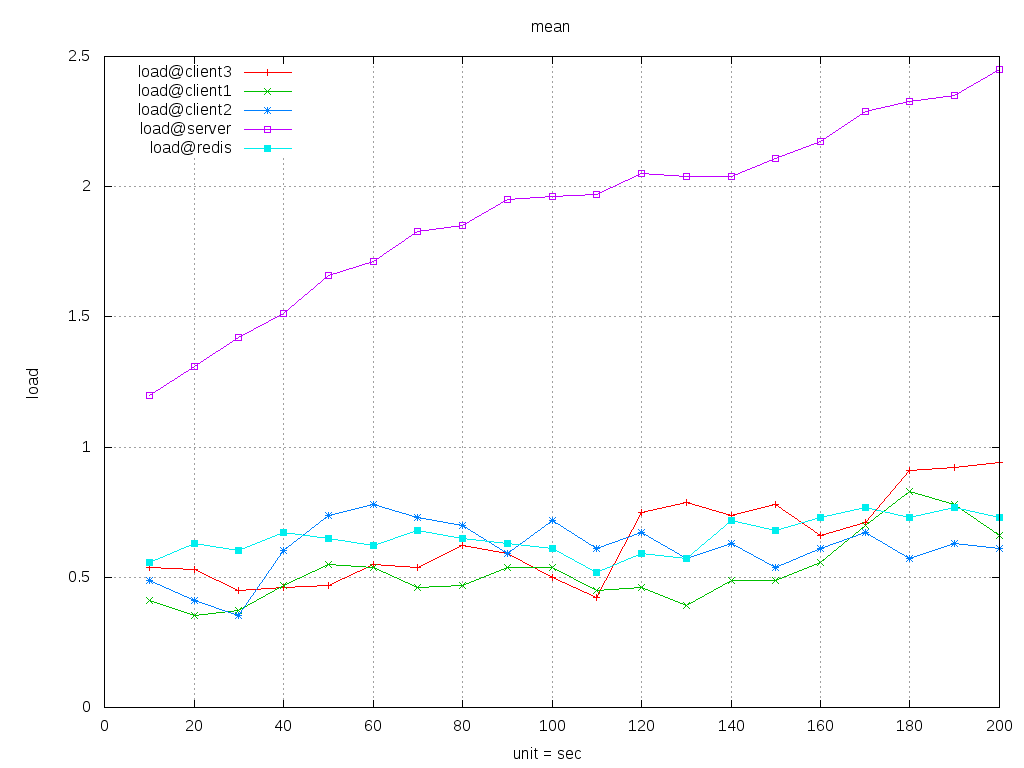 mean
2.5
load@client3
load@client1
load@client2
load@server
load@redis
2
1.5
load
1
0.5
0
0 20 40 60 80 100 120 140 160 180 200
unit = sec